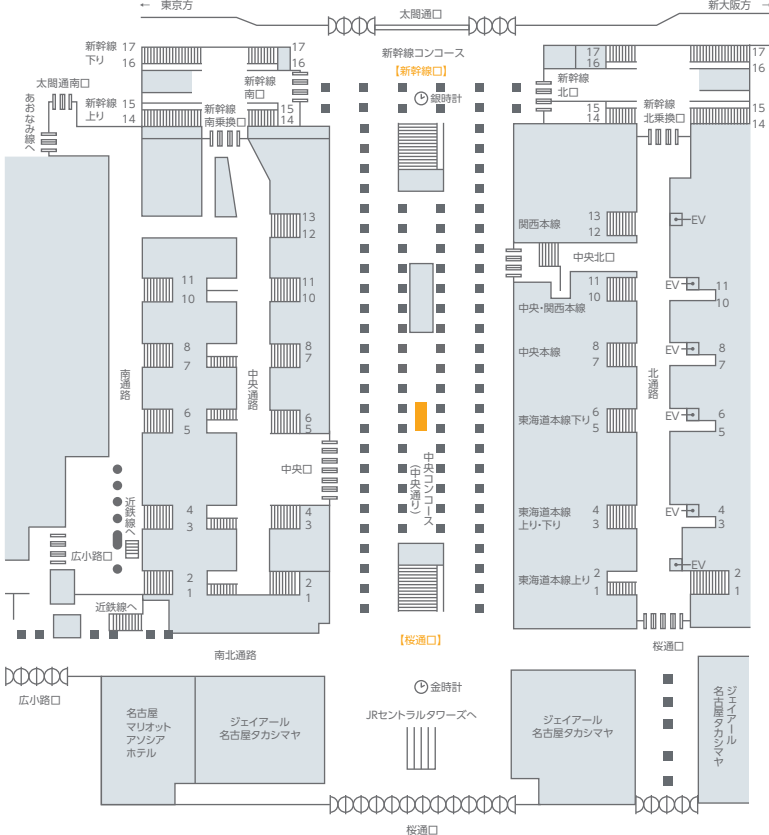 ← 東京方
太閤通口
新大阪方 →
新幹線 17
下り 16
新幹線コンコース
【新幹線口】
17
16
17
16
17
16
太閤通南口
新幹線
南口
銀時計
新幹線
北口
あおなみ線へ
新幹線 15
上り 14
新幹線
南乗換口
15
14
15
14
新幹線
北乗換口
15
14
13
12
関西本線
13
12
EV
中央北口
11
10
11
10
11
10
中央・関西本線
EV
11
10
8
7
8
7
中央本線
8
7
EV
8
7
南通路
中央通路
北通路
6
5
6
5
東海道本線下り
6
5
EV
6
5
中央口
中央コンコース
(中央通り)
近鉄線へ
4
3
4
3
東海道本線
上り・下り
4
3
EV
4
3
広小路口
2
1
2
1
東海道本線上り
2
1
EV
2
1
近鉄線へ
【桜通口】
桜通口
南北通路
広小路口
金時計
JRセントラルタワーズへ
名古屋
マリオット
アソシア
ホテル
ジェイアール
名古屋タカシマヤ
ジェイアール
名古屋タカシマヤ
ジェイアール
名古屋タカシマヤ
桜通口